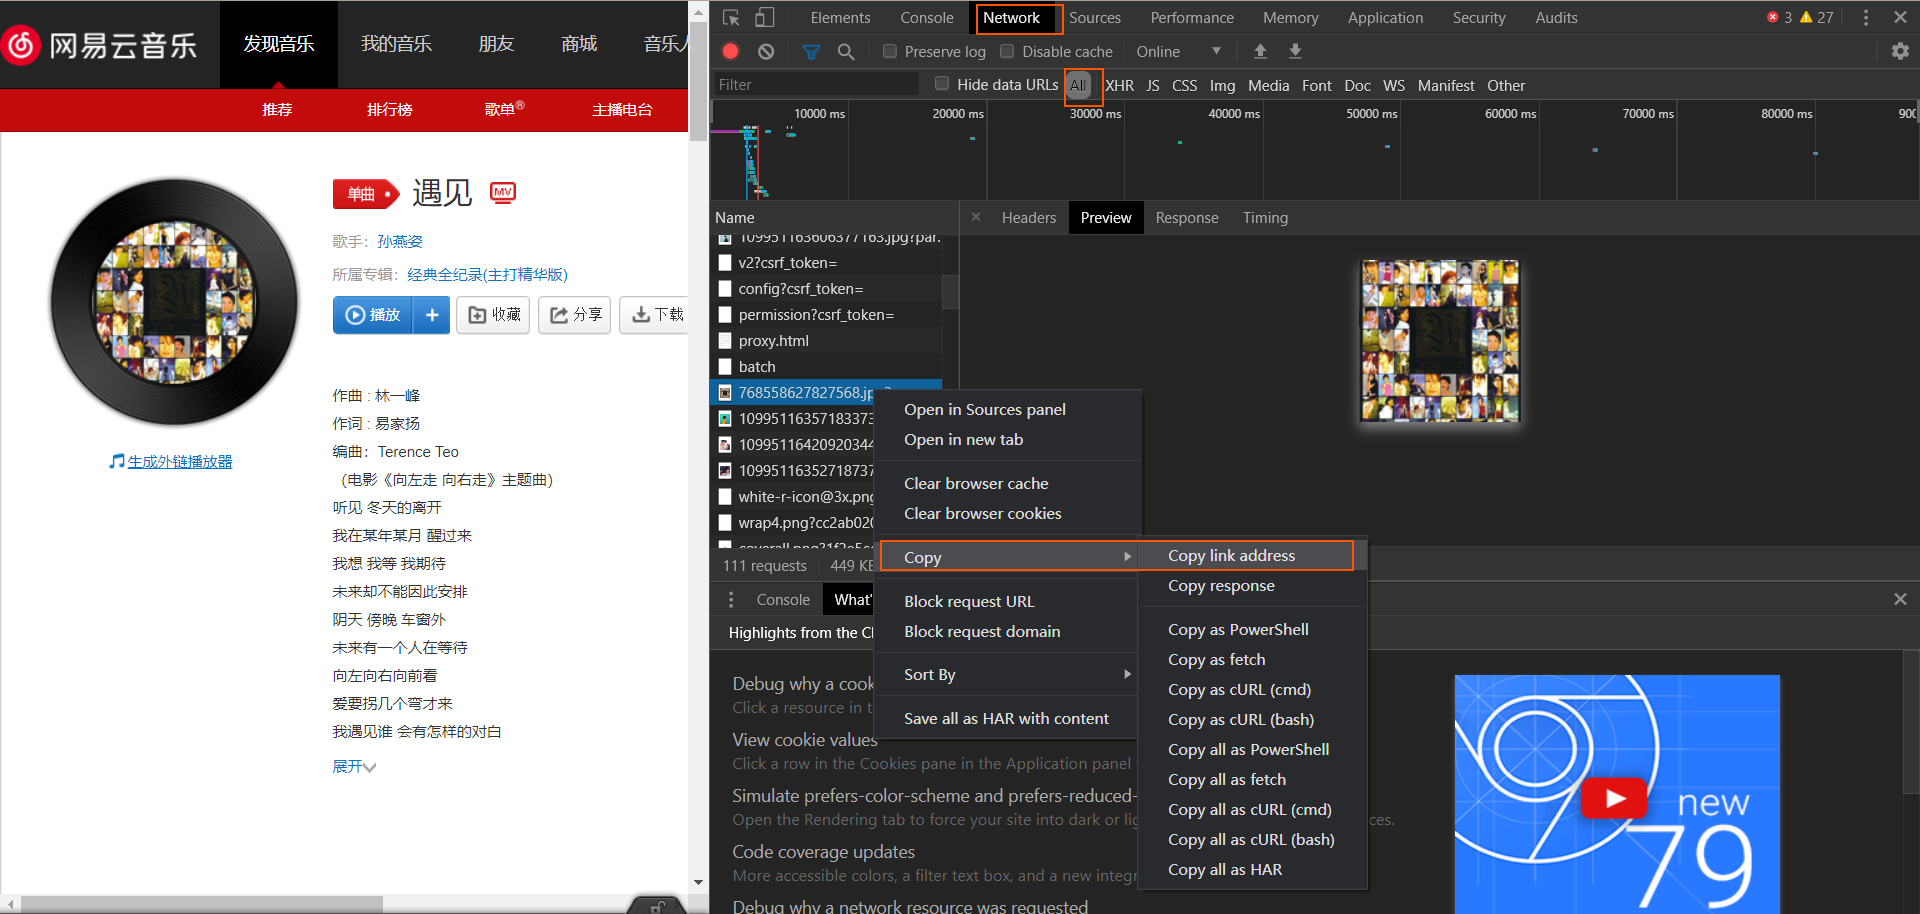 网易云音乐
发现音乐
我的音乐
朋友
商城
音乐人
推荐
排行榜
歌单®
主播电台
单曲
遇见
MV
歌手：孙燕姿
所属专辑：经典全纪录(主打精华版)
播放
+
收藏
分享
下载
生成外链播放器
作曲 : 林一峰
作词 : 易家扬
编曲：Terence Teo
（电影《向左走 向右走》主题曲）
听见 冬天的离开
我在某年某月 醒过来
我想 我等 我期待
未来却不能因此安排
阴天 傍晚 车窗外
未来有一个人在等待
向左向右向前看
爱要拐几个弯才来
我遇见谁 会有怎样的对白
展开
Elements
Console
Network
Sources
Performance
Memory
Application
Security
Audits
3
27
Preserve log
Disable cache
Online
Filter
Hide data URLs
All
XHR
JS
CSS
Img
Media
Font
Doc
WS
Manifest
Other
10000 ms
20000 ms
30000 ms
40000 ms
50000 ms
60000 ms
70000 ms
80000 ms
900
Name
109951163606377163.jpg?par...
v2?csrf_token=
config?csrf_token=
permission?csrf_token=
proxy.html
batch
768558627827568.jp
10995116357183373
10995116420920344
10995116352718737
white-r-icon@3x.png
wrap4.png?cc2ab020
111 requests
449 KB
×
Headers
Preview
Response
Timing
Open in Sources panel
Open in new tab
Clear browser cache
Clear browser cookies
Copy
Block request URL
Block request domain
Sort By
Save all as HAR with content
Copy link address
Copy response
Copy as PowerShell
Copy as fetch
Copy as cURL (cmd)
Copy as cURL (bash)
Copy all as PowerShell
Copy all as fetch
Copy all as cURL (cmd)
Copy all as cURL (bash)
Copy all as HAR
Console
What'
Highlights from the Cl
Debug why a cook
Click a resource in t
View cookie values
Click a row in the Cookies pane in the Application panel
Simulate prefers-color-scheme and prefers-reduced-
Open the Rendering tab to force your site into dark or lig
ces.
Code coverage updates
More accessible colors, a filter text box, and a new integr
Debug why a network resource was requested
new
79